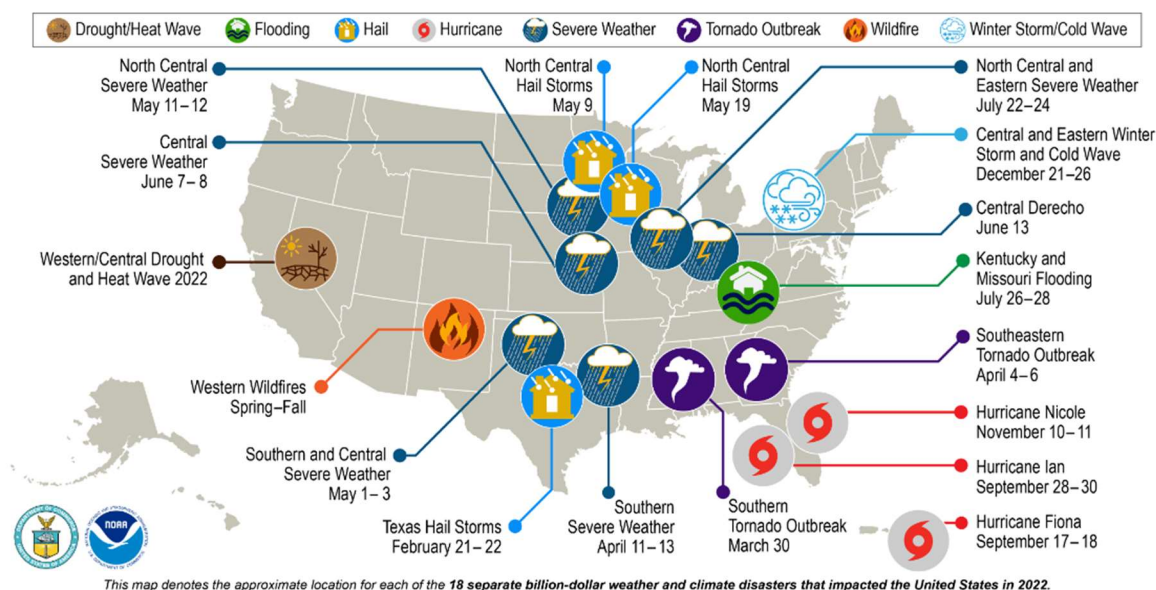 Drought/Heat Wave Flooding Hail Hurricane Severe Weather Tornado Outbreak Wildfire Winter Storm/Cold Wave
North Central
Severe Weather
May 11–12
North Central
Hail Storms
May 9
North Central
Hail Storms
May 19
North Central and
Eastern Severe Weather
July 22–24
Central
Severe Weather
June 7–8
Central and Eastern Winter
Storm and Cold Wave
December 21–26
Central Derecho
June 13
Western/Central Drought
and Heat Wave 2022
Kentucky and
Missouri Flooding
July 26–28
Southeastern
Tornado Outbreak
April 4–6
Western Wildfires
Spring–Fall
Hurricane Nicole
November 10–11
Southern and Central
Severe Weather
May 1–3
Hurricane Ian
September 28–30
Texas Hail Storms
February 21–22
Southern
Severe Weather
April 11–13
Southern
Tornado Outbreak
March 30
Hurricane Fiona
September 17–18
NOAA
This map denotes the approximate location for each of the 18 separate billion-dollar weather and climate disasters that impacted the United States in 2022.